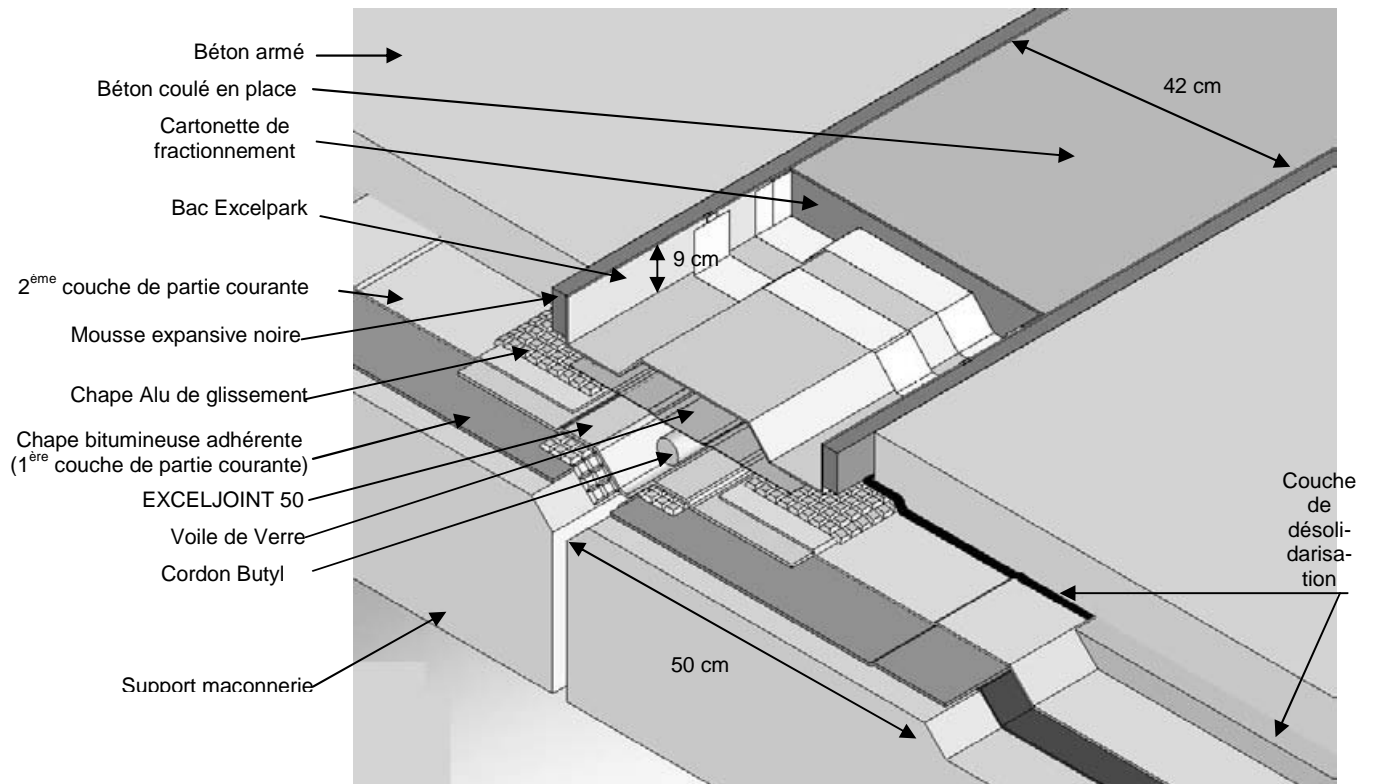 Béton armé
Béton coulé en place
Cartonette de
fractionnement
Bac Excelpark
2ème couche de partie courante
Mousse expansive noire
Chape Alu de glissement
Chape bitumineuse adhérente
(1ère couche de partie courante)
EXCELJOINT 50
Voile de Verre
Cordon Butyl
Support maconnerie
42 cm
9 cm
50 cm
Couche
de
désoli-
darisa-
tion